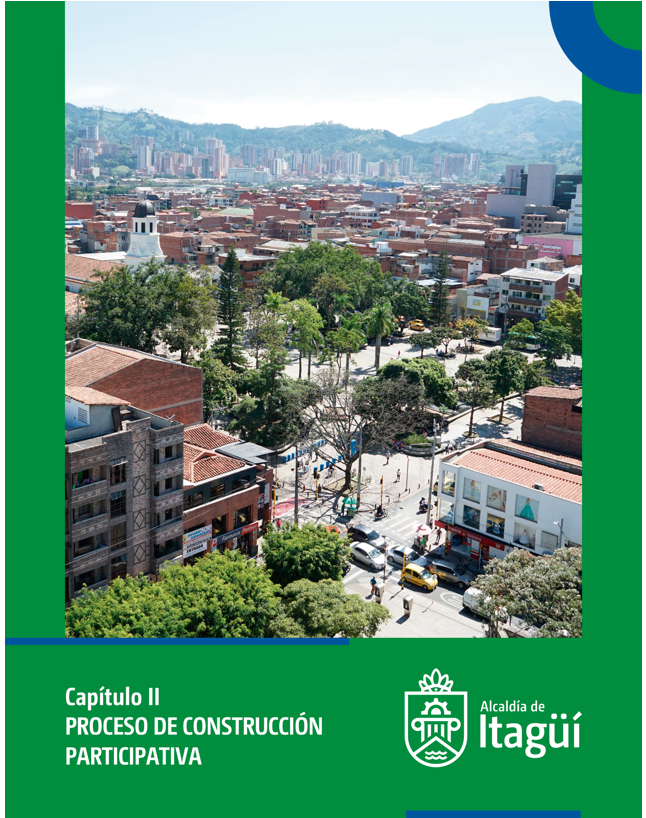 Capítulo II
PROCESO DE CONSTRUCCIÓN
PARTICIPATIVA
Alcaldía de
Itagüí